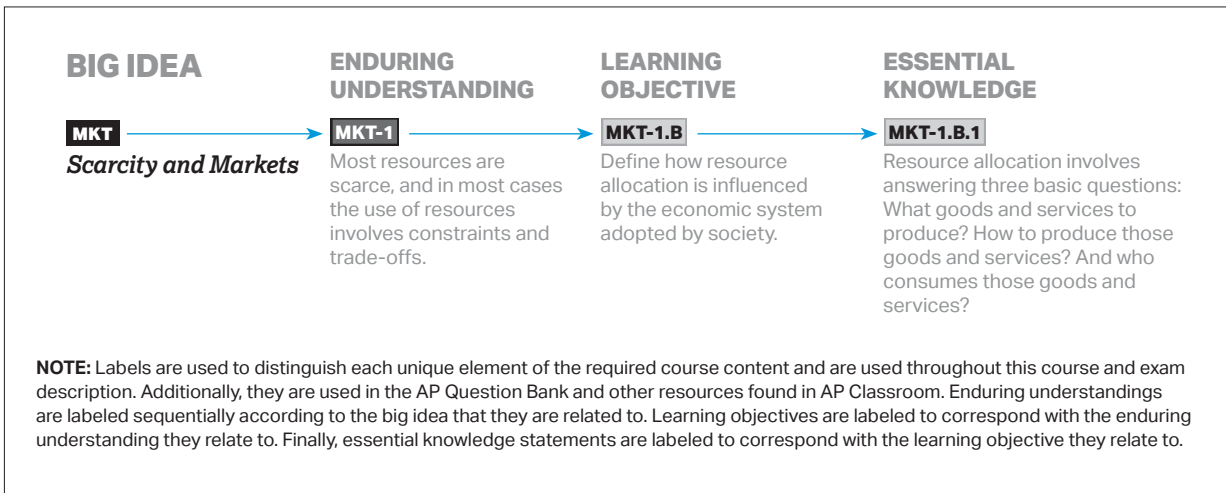 BIG IDEA
MKT
Scarcity and Markets
ENDURING
UNDERSTANDING
MKT-1
Most resources are
scarce, and in most cases
the use of resources
involves constraints and
trade-offs.
LEARNING
OBJECTIVE
MKT-1.B
Define how resource
allocation is influenced
by the economic system
adopted by society.
ESSENTIAL
KNOWLEDGE
MKT-1.B.1
Resource allocation involves
answering three basic questions:
What goods and services to
produce? How to produce those
goods and services? And who
consumes those goods and
services?
NOTE: Labels are used to distinguish each unique element of the required course content and are used throughout this course and exam
description. Additionally, they are used in the AP Question Bank and other resources found in AP Classroom. Enduring understandings
are labeled sequentially according to the big idea that they are related to. Learning objectives are labeled to correspond with the enduring
understanding they relate to. Finally, essential knowledge statements are labeled to correspond with the learning objective they relate to.